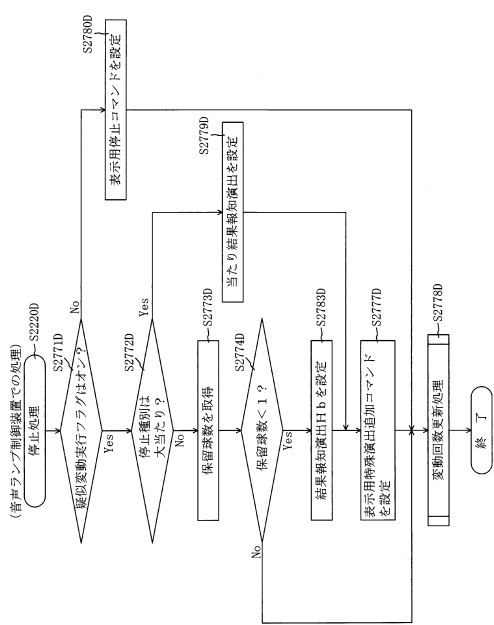 (音声ランプ制御装置での処理)
停止処理
S2220D
疑似変動実行フラグはオン？
S2771D
No
表示用停止コマンドを設定
S2780D
Yes
停止種別は
大当たり？
S2772D
Yes
当たり結果報知演出を設定
S2779D
No
保留球数を取得
S2773D
保留球数<1？
S2774D
No
Yes
結果報知演出Hbを設定
S2783D
表示用特殊演出追加コマンド
を設定
S2777D
変動回数更新処理
S2778D
終了